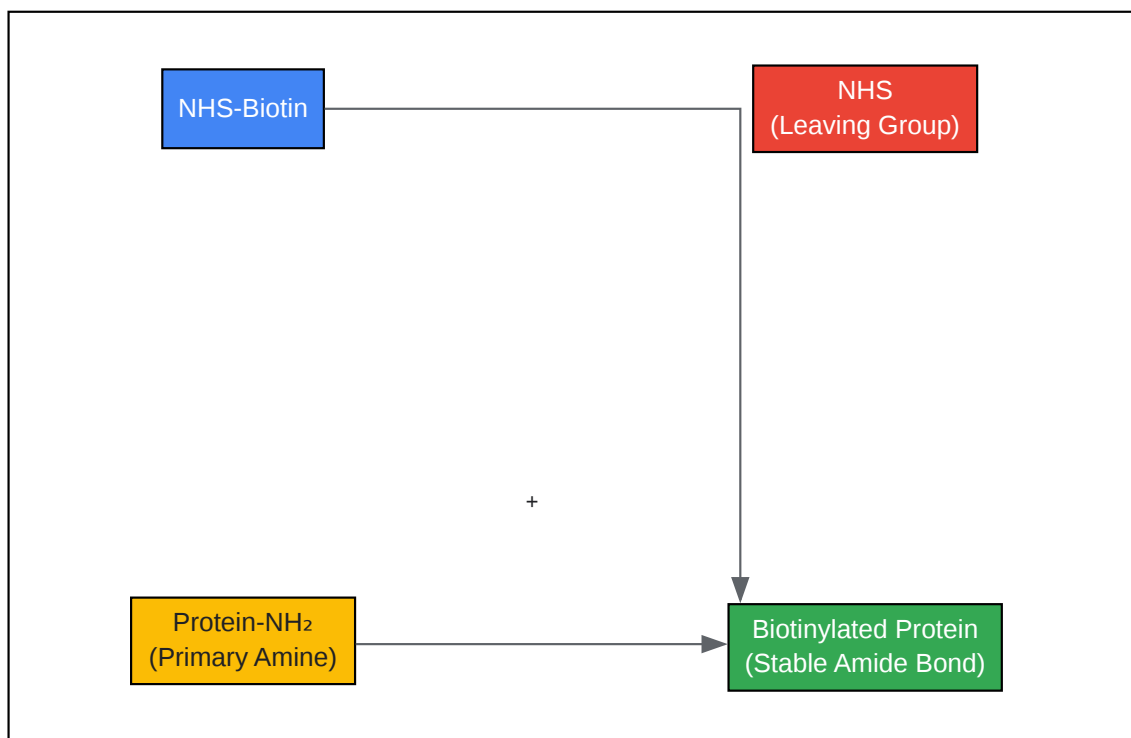 NHS-Biotin
NHS
(Leaving Group)
+
Protein-NH₂
(Primary Amine)
Biotinylated Protein
(Stable Amide Bond)